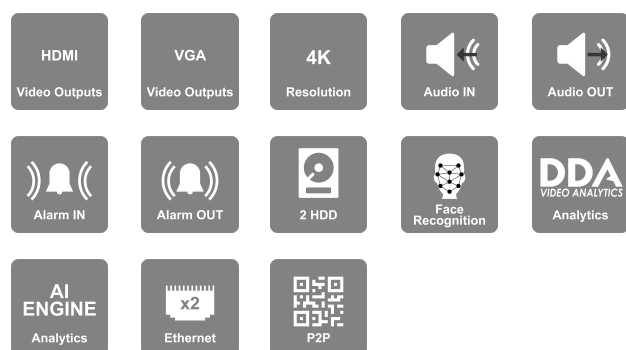 HDMI
Video Outputs
VGA
Video Outputs
4K
Resolution
Audio IN
Audio OUT
Alarm IN
Alarm OUT
2 HDD
Face
Recognition
DDA
VIDEO ANALYTICS
Analytics
AI
ENGINE
Analytics
x2
Ethernet
P2P